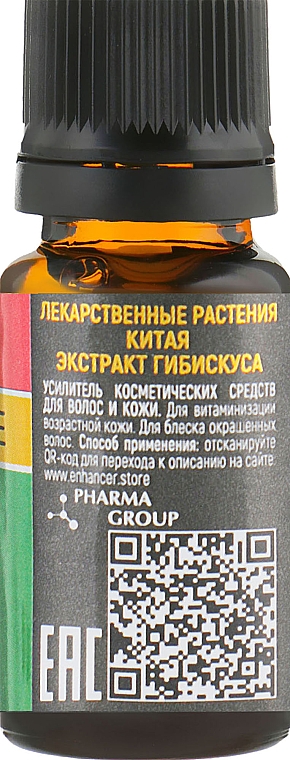 ЛЕКАРСТВЕННЫЕ РАСТЕНИЯ
КИТАЯ
ЭКСТРАКТ ГИБИСКУСА
УСИЛИТЕЛЬ КОСМЕТИЧЕСКИХ СРЕДСТВ
ДЛЯ ВОЛОС И КОЖИ. Для витаминизации
возрастной кожи. Для блеска окрашенных
волос. Способ применения: отсканируйте
QR-код для перехода к описанию на сайте:
www.enhancer.store
PHARMA
GROUP
EAC